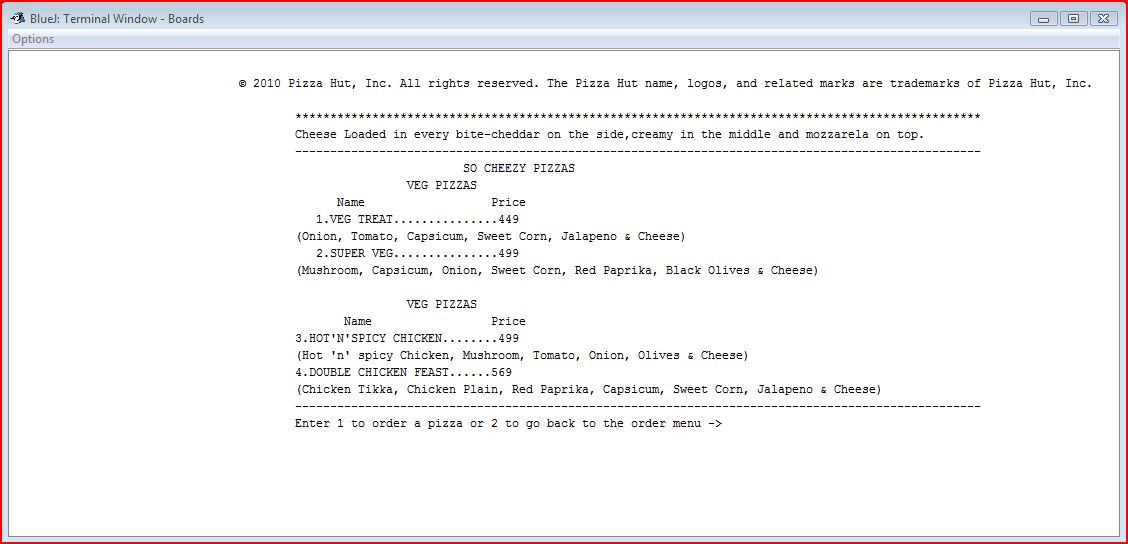 BlueJ: Terminal Window - Boards
Options
© 2010 Pizza Hut, Inc. All rights reserved. The Pizza Hut name, logos, and related marks are trademarks of Pizza Hut, Inc.
**************************************************************************************************
Cheese Loaded in every bite-cheddar on the side,creamy in the middle and mozzarela on top.
--------------------------------------------------------------------------------------------------
SO CHEEZY PIZZAS
VEG PIZZAS
Name Price
1.VEG TREAT...............449
(Onion, Tomato, Capsicum, Sweet Corn, Jalapeno & Cheese)
2.SUPER VEG...............499
(Mushroom, Capsicum, Onion, Sweet Corn, Red Paprika, Black Olives & Cheese)
VEG PIZZAS
Name Price
3.HOT'N'SPICY CHICKEN........499
(Hot 'n' spicy Chicken, Mushroom, Tomato, Onion, Olives & Cheese)
4.DOUBLE CHICKEN FEAST......569
(Chicken Tikka, Chicken Plain, Red Paprika, Capsicum, Sweet Corn, Jalapeno & Cheese)
--------------------------------------------------------------------------------------------------
Enter 1 to order a pizza or 2 to go back to the order menu ->